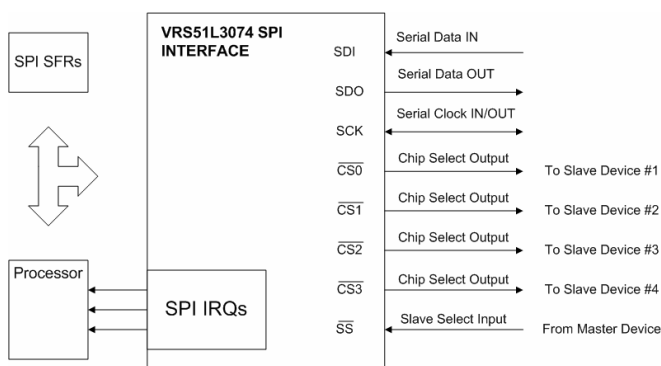 VRS51L3074 SPI
INTERFACE
SPI SFRs
SDI
Serial Data IN
SDO
Serial Data OUT
SCK
Serial Clock IN/OUT
CS0
Chip Select Output
To Slave Device #1
CS1
Chip Select Output
To Slave Device #2
CS2
Chip Select Output
To Slave Device #3
CS3
Chip Select Output
To Slave Device #4
SS
Slave Select Input
From Master Device
Processor
SPI IRQs